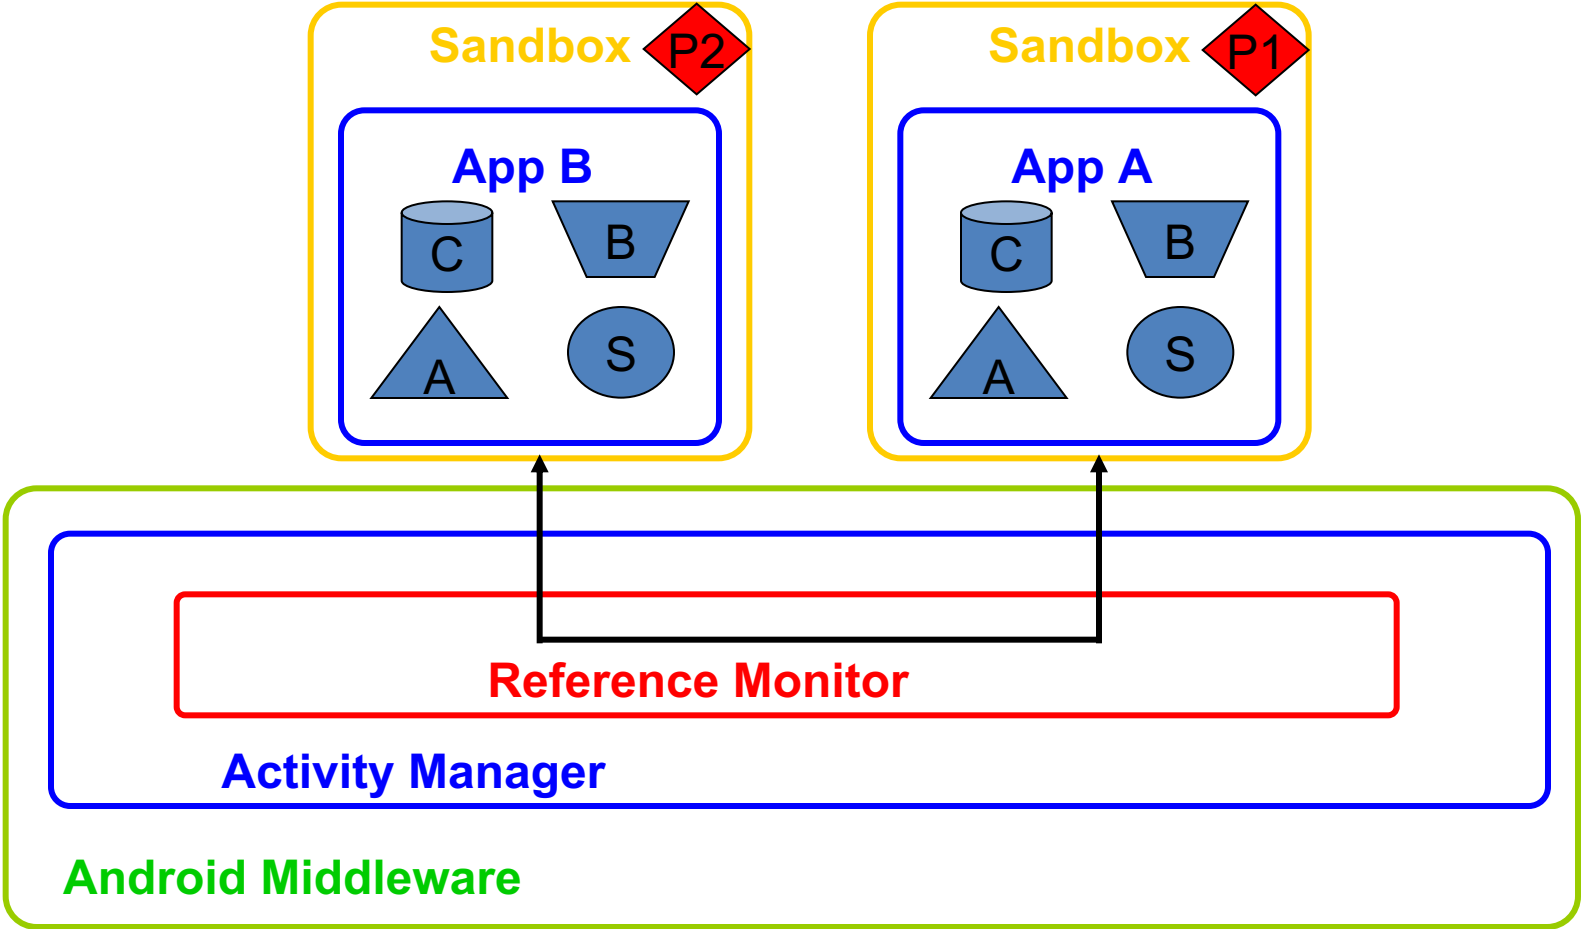 Sandbox
P2
App B
C
B
A
S
Sandbox
P1
App A
C
B
A
S
Reference Monitor
Activity Manager
Android Middleware